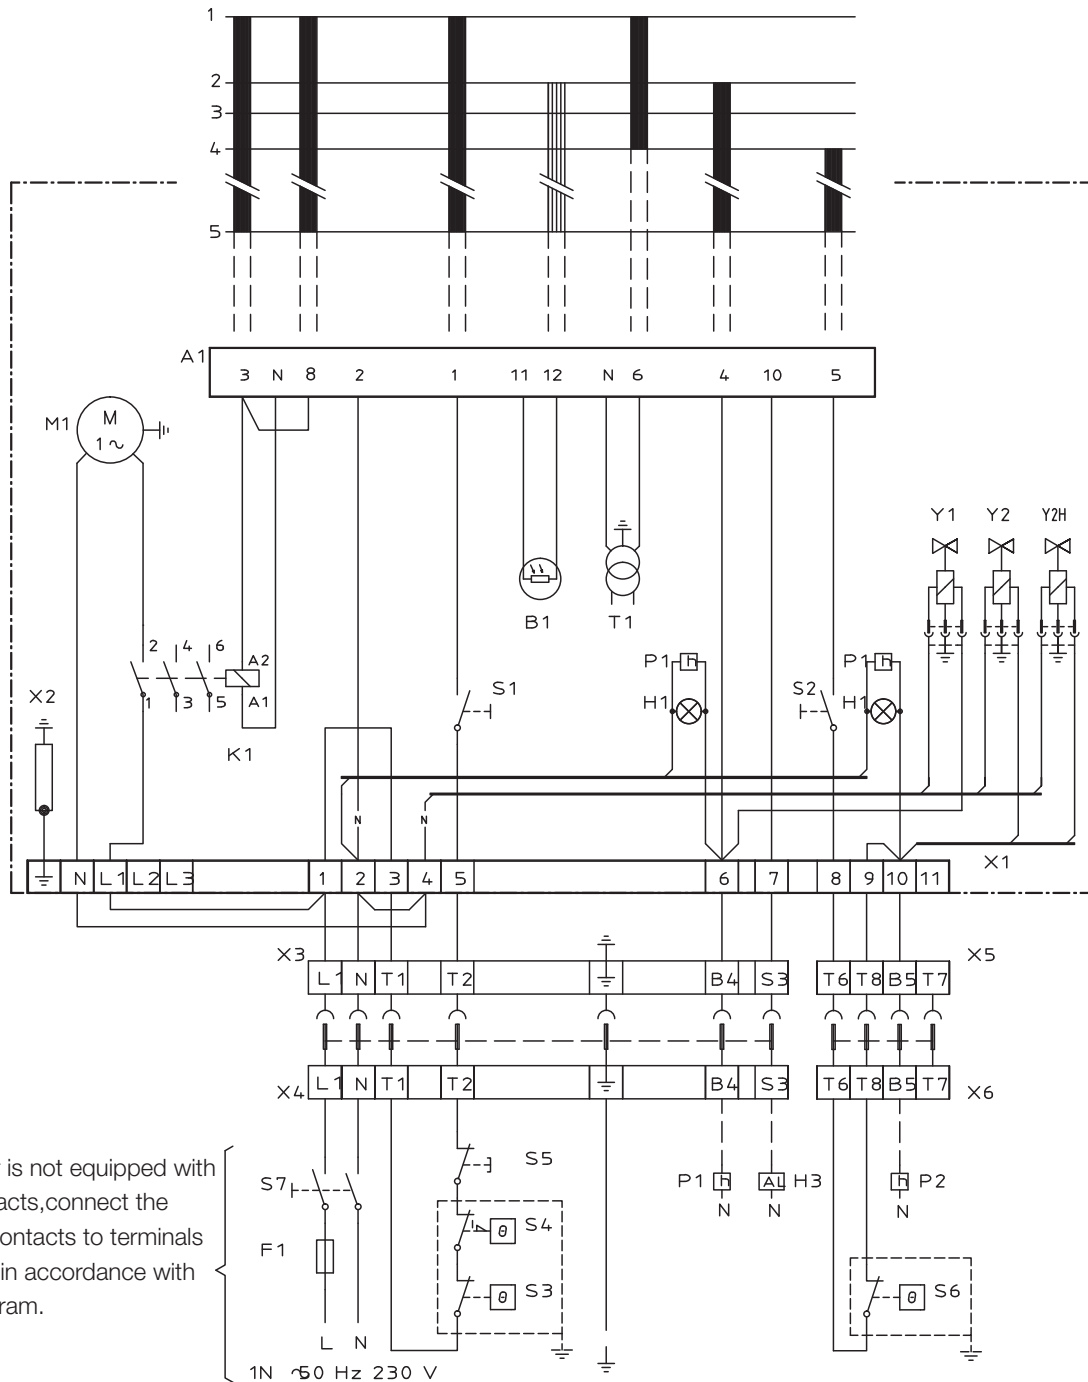 1
2
3
4
5
A1
3 N 8 2 1 11 12 N 6 4 10 5
M1
M
1 ~
Y1 Y2 Y2H
B1
T1
2 4 6
A2
A1
1 3 5
K1
X2
S1
P1 h
H1
S2
P1 h
H1
N
N
X1
N L1 L2 L3 1 2 3 4 5 6 7 8 9 10 11
X3
L1 N T1 T2 B4 S3 T6 T8 B5 T7
X5
X4
L1 N T1 T2 B4 S3 T6 T8 B5 T7
X6
is not equipped with
connect the
contacts to terminals
in accordance with
S7
F1
L N
1N ~50 Hz 230 V
S5
θ S4
θ S3
P1 h
N
AL H3
N
h P2
N
θ S6